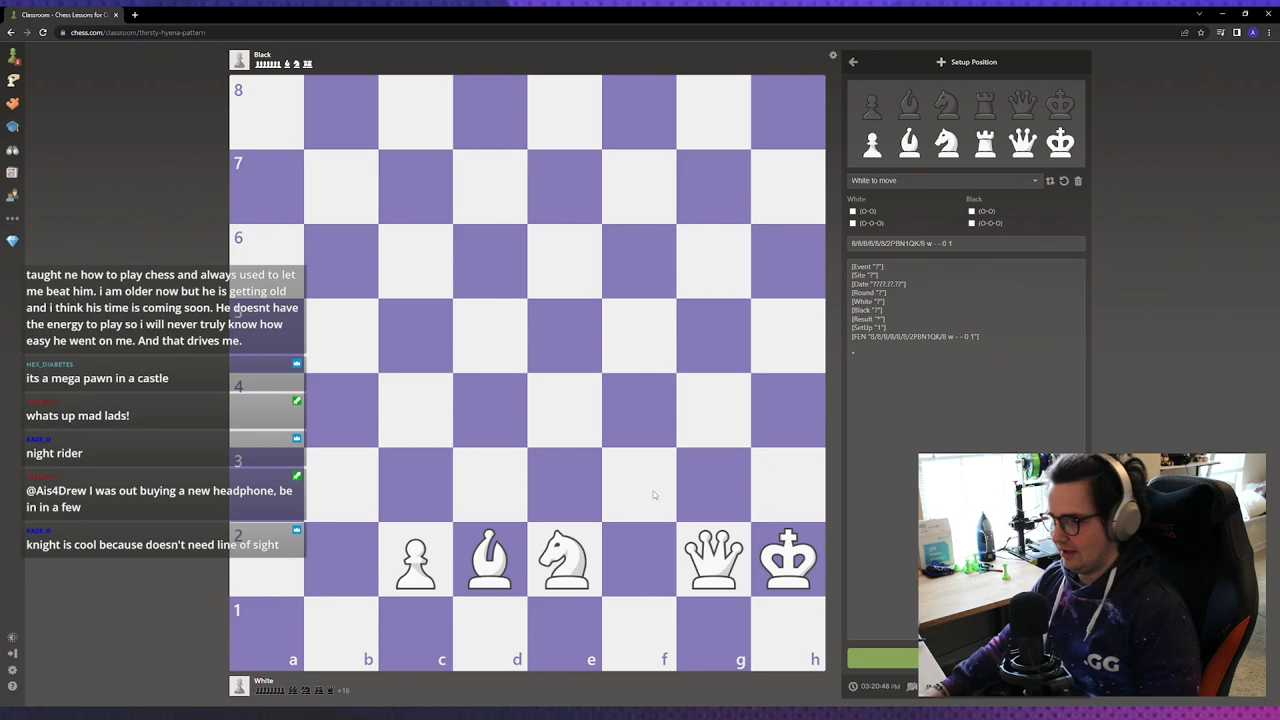 Classroom - Chess Lessons for C
chess.com/classroom/thirsty-hyena-pattern
Black
8
7
6
4
3
2
1
a b c d e f g h
White
+16
taught ne how to play chess and always used to let
me beat him. i am older now but he is getting old
and i think his time is coming soon. He doesnt have
the energy to play so i will never truly know how
easy he went on me. And that drives me.
HEX_DIABETES
its a mega pawn in a castle
whats up mad lads!
night rider
@Ais4Drew I was out buying a new headphone, be
in in a few
knight is cool because doesn't need line of sight
Setup Position
White to move
White
Black
(O-O)
(O-O)
(O-O-O)
(O-O-O)
8/8/8/8/8/8/2PBN1QK/8 w - - 0 1
[Event "?"]
[Site "?"]
[Date "????.??.??"]
[Round "?"]
[White "?"]
[Black "?"]
[Result "*"]
[SetUp "1"]
[FEN "8/8/8/8/8/8/2PBN1QK/8 w - - 0 1"]
*
03:20:48 PM
.GG